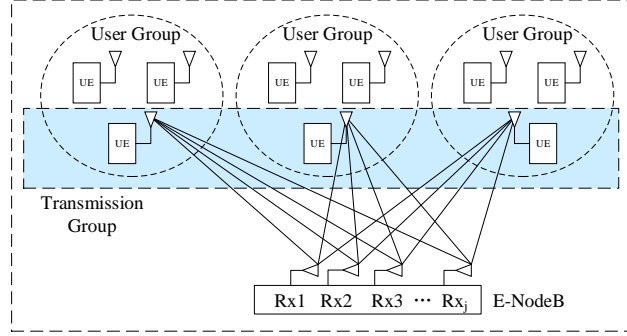 User Group User Group User Group
UE UE UE UE UE UE
UE UE UE
Transmission
Group
Rx1 Rx2 Rx3 ··· Rxj E-NodeB